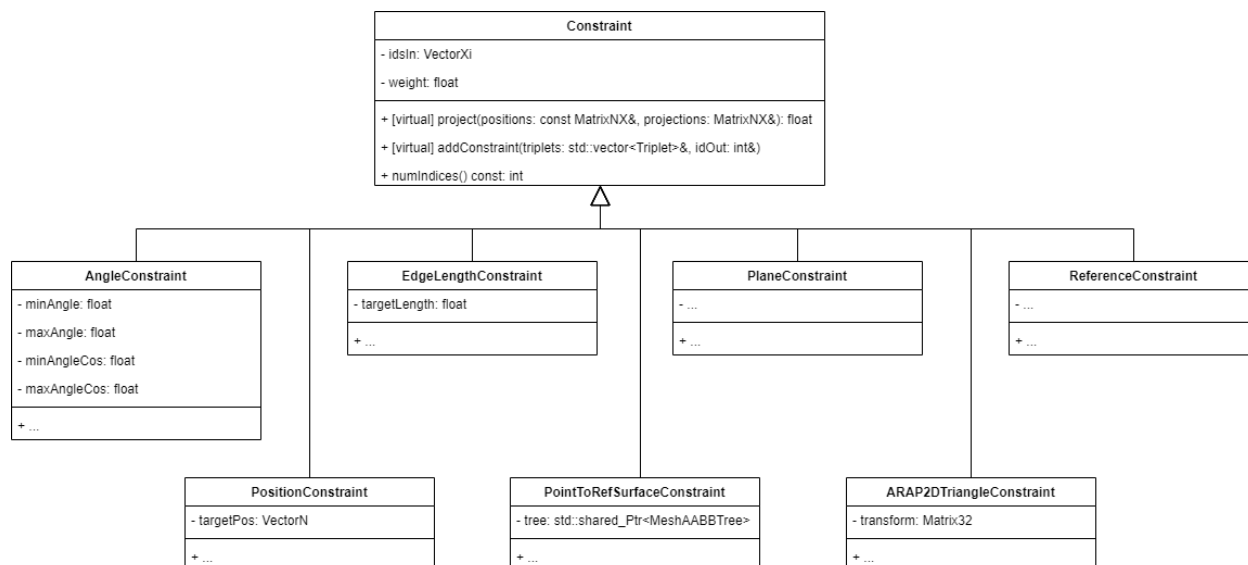 Constraint
- idsIn: VectorXi
- weight: float
+ [virtual] project(positions: const MatrixNX&, projections: MatrixNX&): float
+ [virtual] addConstraint(triplets: std::vector<Triplet>&, idOut: int&)
+ numIndices() const: int
AngleConstraint
- minAngle: float
- maxAngle: float
- minAngleCos: float
- maxAngleCos: float
+ ...
EdgeLengthConstraint
- targetLength: float
+ ...
PlaneConstraint
- ...
+ ...
ReferenceConstraint
- ...
+ ...
PositionConstraint
- targetPos: VectorN
+ ...
PointToRefSurfaceConstraint
- tree: std::shared_Ptr<MeshAABBTree>
+ ...
ARAP2DTriangleConstraint
- transform: Matrix32
+ ...